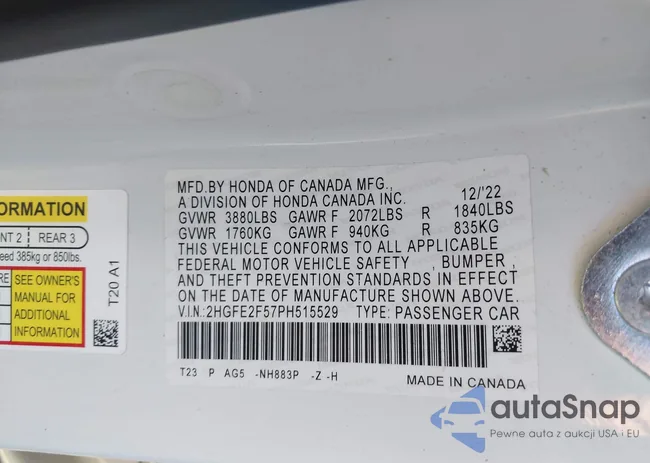 ORMATION
NT 2 REAR 3
eed 385kg or 850lbs.
RE
SEE OWNER'S
MANUAL FOR
ADDITIONAL
INFORMATION
T20 A1
MFD.BY HONDA OF CANADA MFG.,
A DIVISION OF HONDA CANADA INC. 12/'22
GVWR 3880LBS GAWR F 2072LBS R 1840LBS
GVWR 1760KG GAWR F 940KG R 835KG
THIS VEHICLE CONFORMS TO ALL APPLICABLE
FEDERAL MOTOR VEHICLE SAFETY , BUMPER ,
AND THEFT PREVENTION STANDARDS IN EFFECT
ON THE DATE OF MANUFACTURE SHOWN ABOVE.
V.I.N:2HGFE2F57PH515529 TYPE: PASSENGER CAR
T23 P AG5 -NH883P -Z -H
MADE IN CANADA
autaSnap
Pewne auta z aukcji USA i EU